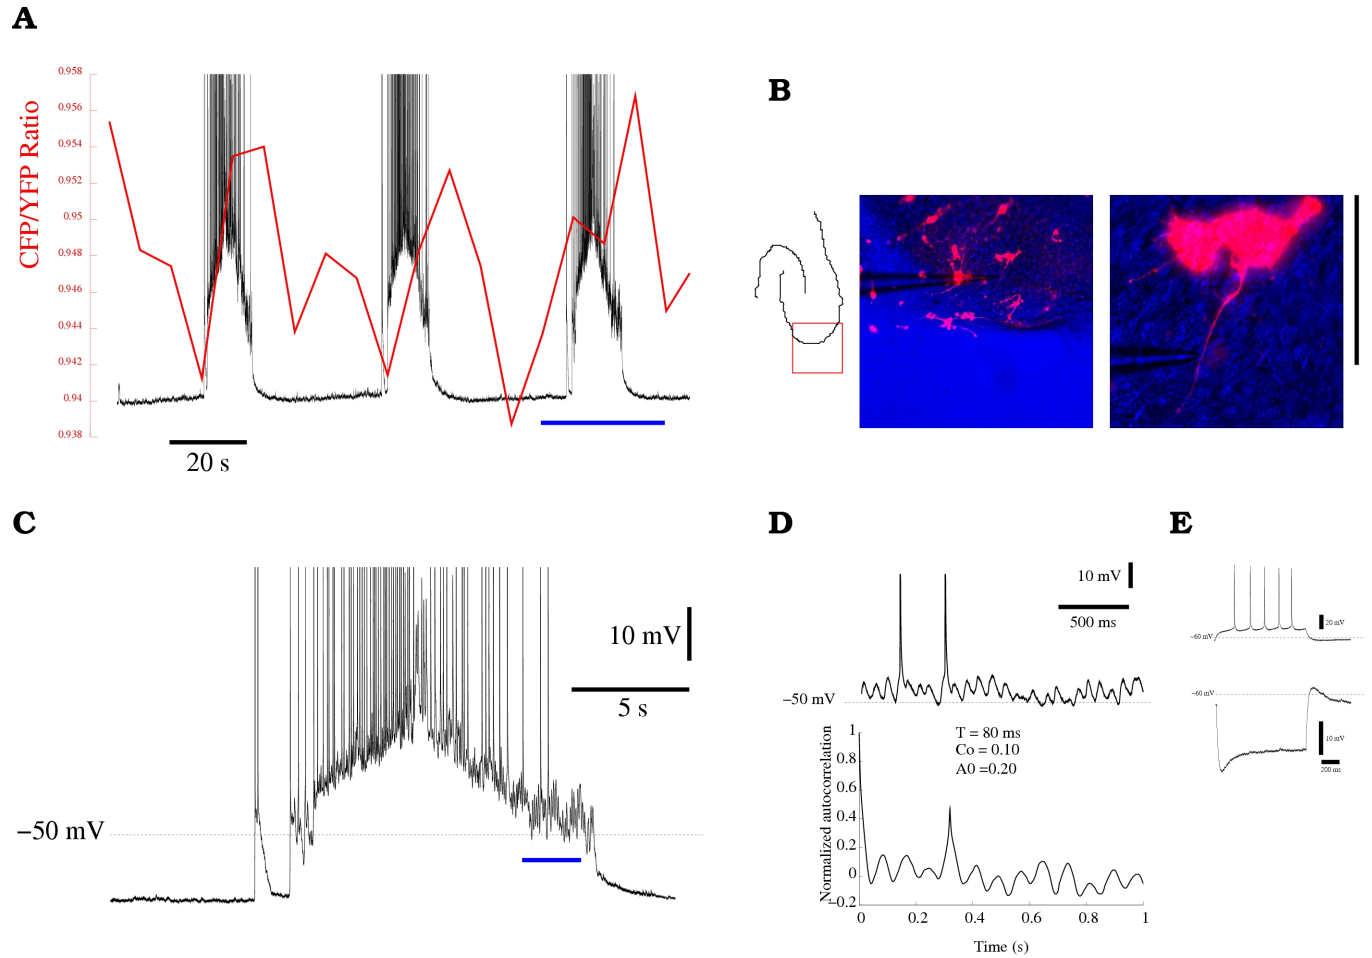 A
CFP/YFP Ratio
0.958
0.956
0.954
0.952
0.95
0.948
0.946
0.944
0.942
0.94
0.938
20 s
B
C
10 mV
5 s
−50 mV
D
10 mV
500 ms
−50 mV
Normalized autocorrelation
1
0.8
0.6
0.4
0.2
0
−0.2
T = 80 ms
Co = 0.10
A0 =0.20
0 0.2 0.4 0.6 0.8 1
Time (s)
E
20 mV
−60 mV
−60 mV
10 mV
200 ms